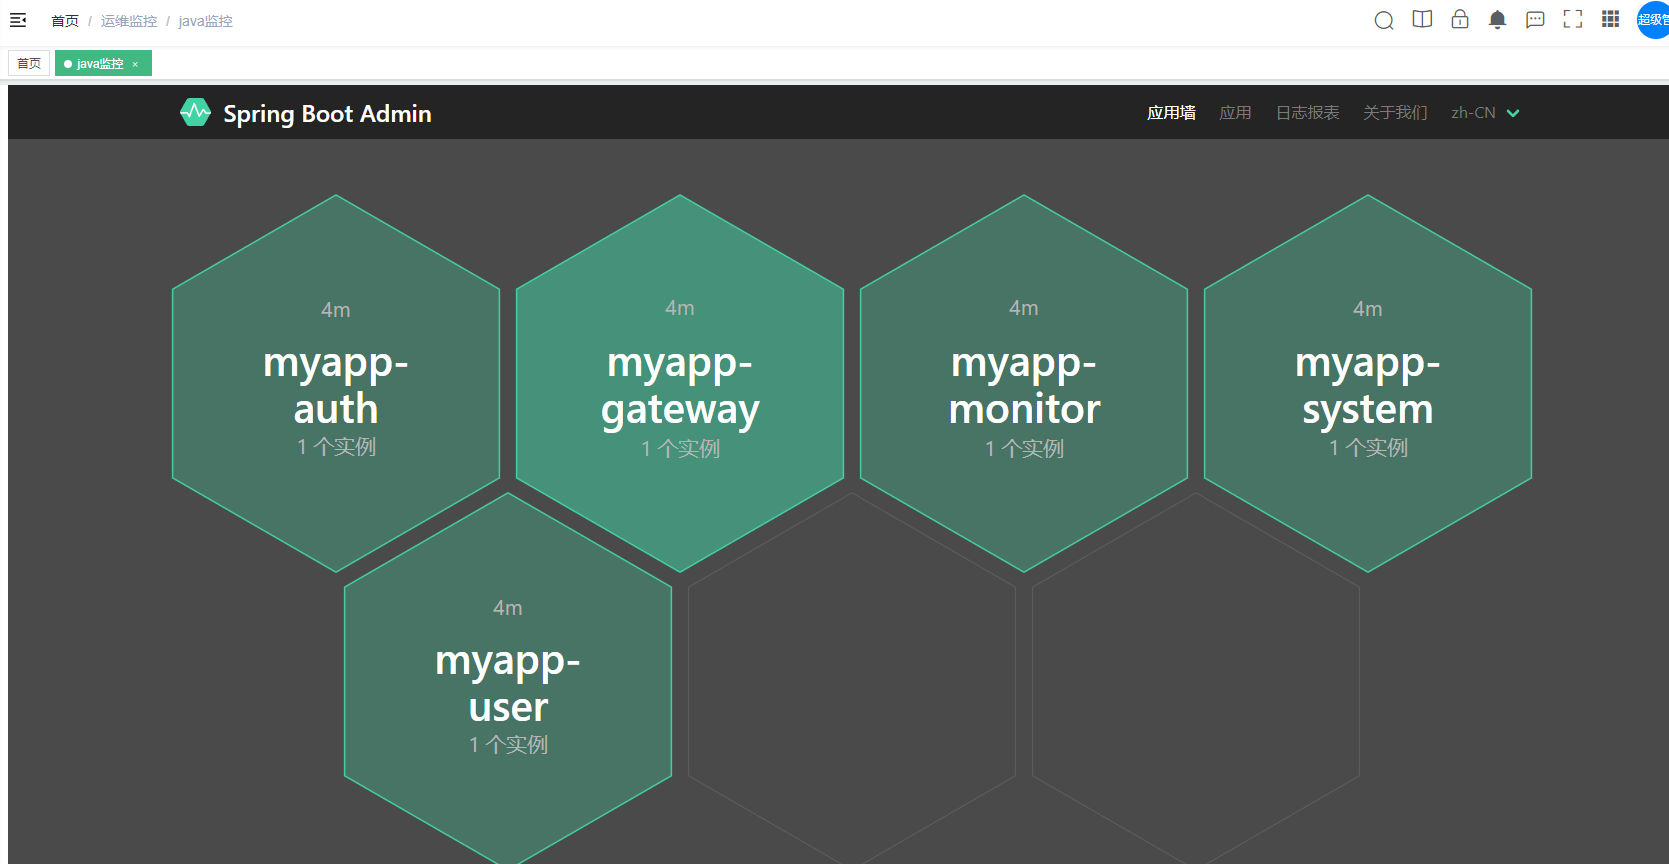 首页 / 运维监控 / java监控
超级管
首页
java监控 ×
Spring Boot Admin
应用墙 应用 日志报表 关于我们 zh-CN
4m
myapp-
auth
1 个实例
4m
myapp-
gateway
1 个实例
4m
myapp-
monitor
1 个实例
4m
myapp-
system
1 个实例
4m
myapp-
user
1 个实例